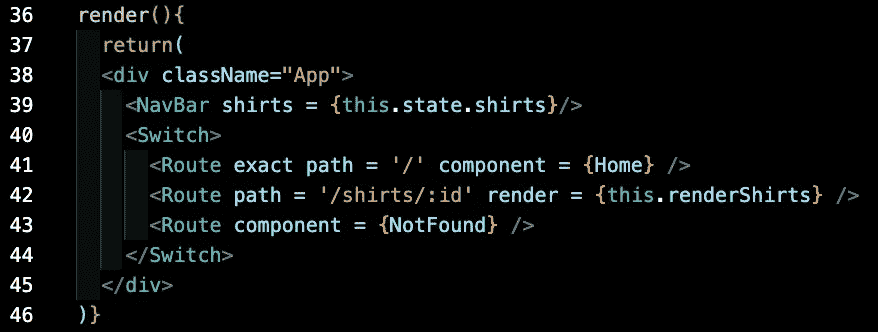 36 render(){
37 return(
38 <div className="App">
39 <NavBar shirts = {this.state.shirts}/>
40 <Switch>
41 <Route exact path = '/' component = {Home} />
42 <Route path = '/shirts/:id' render = {this.renderShirts} />
43 <Route component = {NotFound} />
44 </Switch>
45 </div>
46 )}